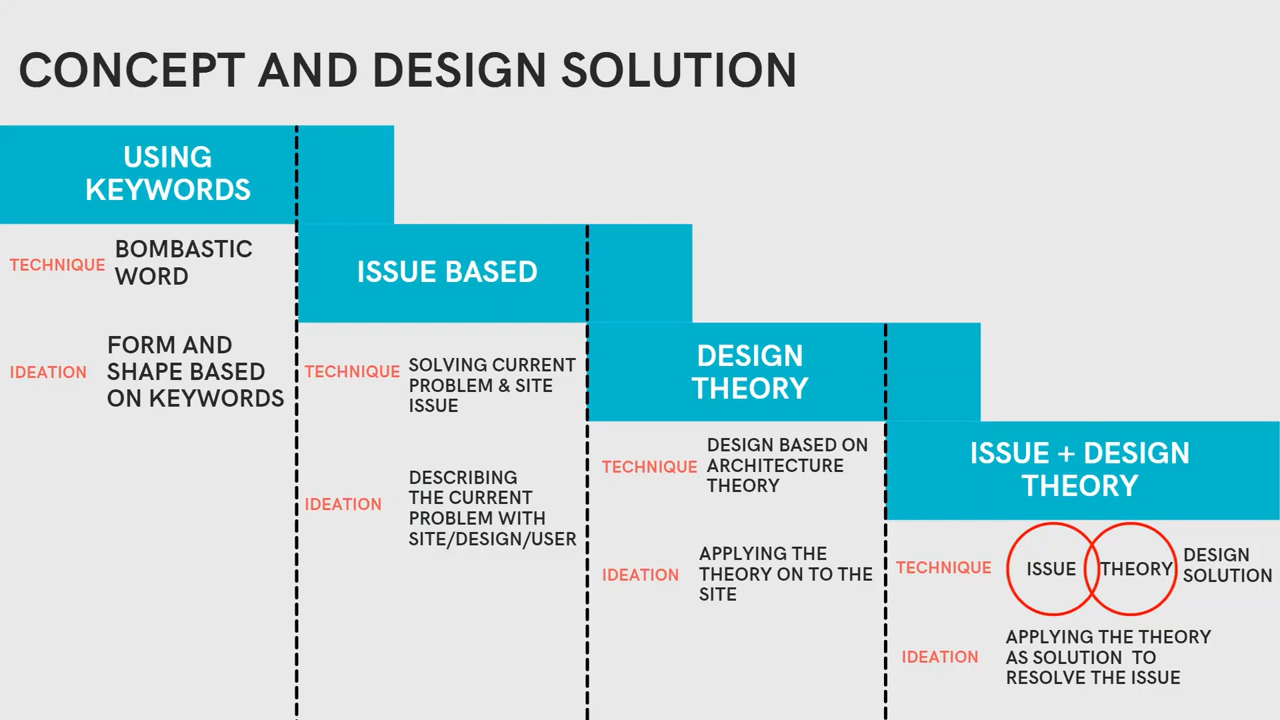 CONCEPT AND DESIGN SOLUTION
USING
KEYWORDS
TECHNIQUE
BOMBASTIC
WORD
IDEATION
FORM AND
SHAPE BASED
ON KEYWORDS
ISSUE BASED
TECHNIQUE
SOLVING CURRENT
PROBLEM & SITE
ISSUE
IDEATION
DESCRIBING
THE CURRENT
PROBLEM WITH
SITE/DESIGN/USER
DESIGN
THEORY
TECHNIQUE
DESIGN BASED ON
ARCHITECTURE
THEORY
IDEATION
APPLYING THE
THEORY ON TO THE
SITE
ISSUE + DESIGN
THEORY
TECHNIQUE
ISSUE
THEORY
DESIGN
SOLUTION
IDEATION
APPLYING THE THEORY
AS SOLUTION TO
RESOLVE THE ISSUE